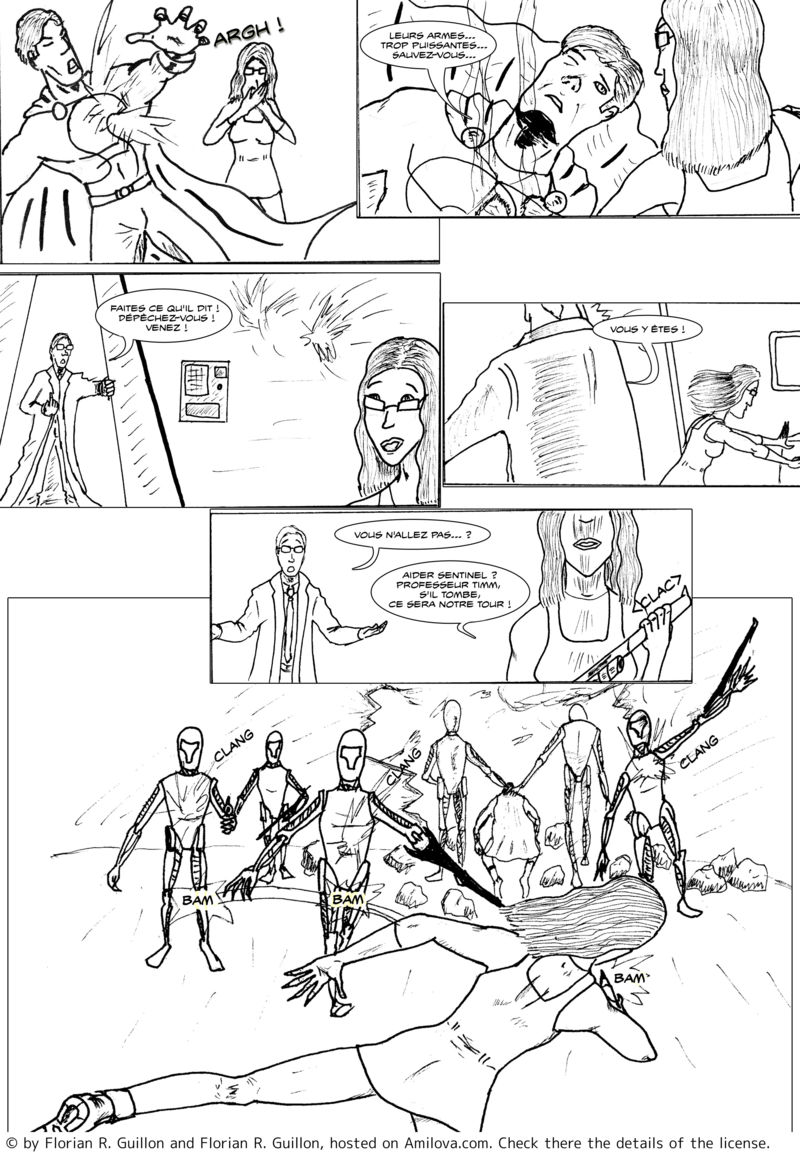 ARGH !
LEURS ARMES...
TROP PUISSANTES...
SAUVEZ-VOUS...
FAITES CE QU'IL DIT !
DÉPÊCHEZ-VOUS !
VENEZ !
VOUS Y ÊTES !
VOUS N'ALLEZ PAS... ?
AIDER SENTINEL ?
PROFESSEUR TIMM,
S'IL TOMBE,
CE SERA NOTRE TOUR !
CLAC
CLANG
CLANG
CLANG
BAM
BAM
BAM
© by Florian R. Guillon and Florian R. Guillon, hosted on Amilova.com. Check there the details of the license.